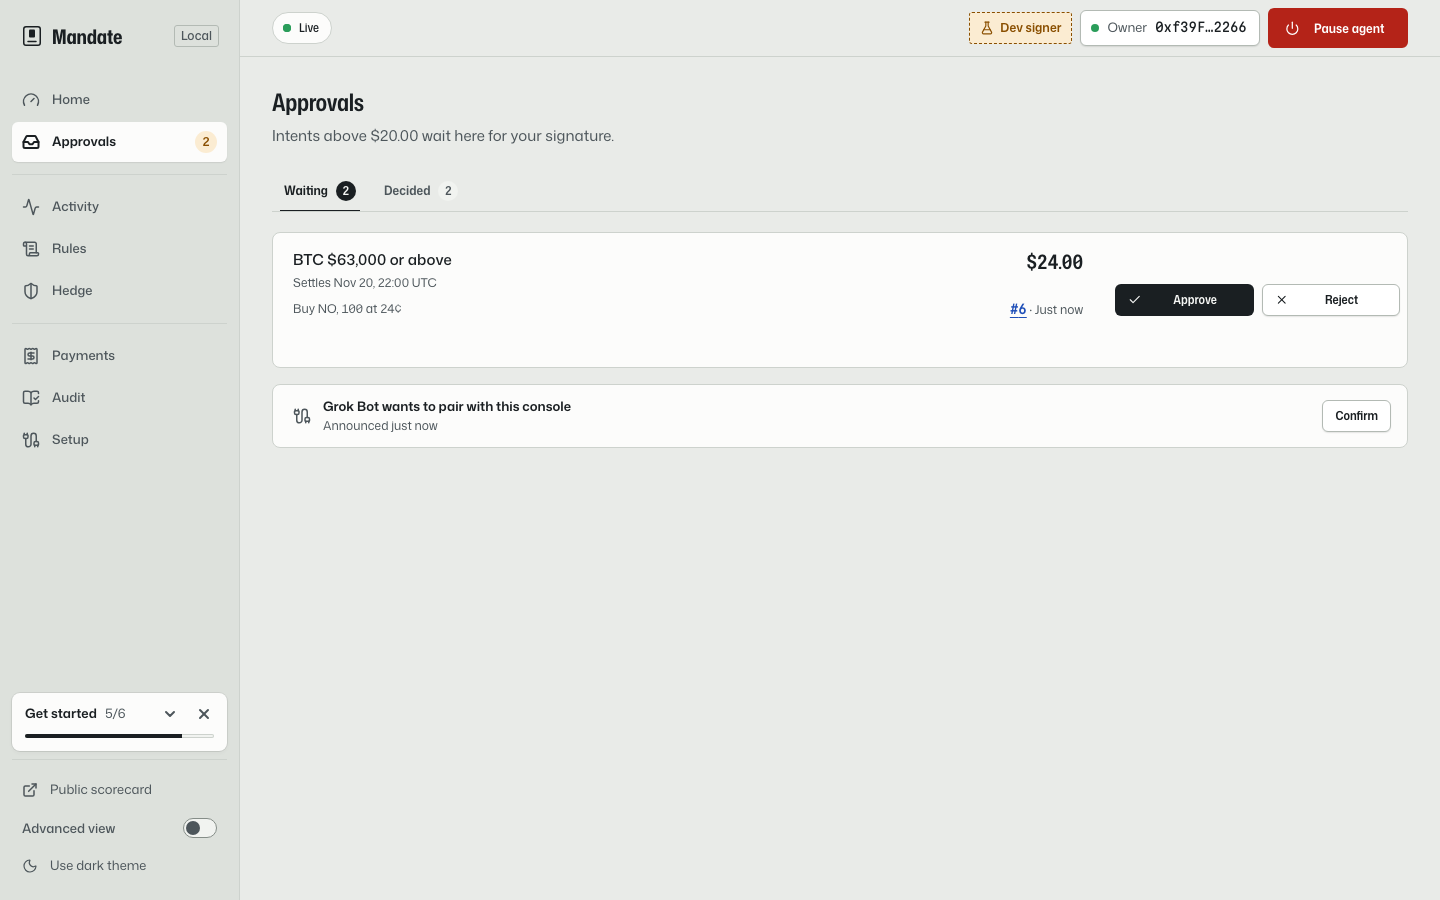 Mandate
Local
Home
Approvals 2
Activity
Rules
Hedge
Payments
Audit
Setup
Get started 5/6
Public scorecard
Advanced view
Use dark theme
Live
Dev signer
Owner 0xf39F…2266
Pause agent
Approvals
Intents above $20.00 wait here for your signature.
Waiting 2
Decided 2
BTC $63,000 or above
Settles Nov 20, 22:00 UTC
Buy NO, 100 at 24¢
$24.00
#6 · Just now
Approve
Reject
Grok Bot wants to pair with this console
Announced just now
Confirm